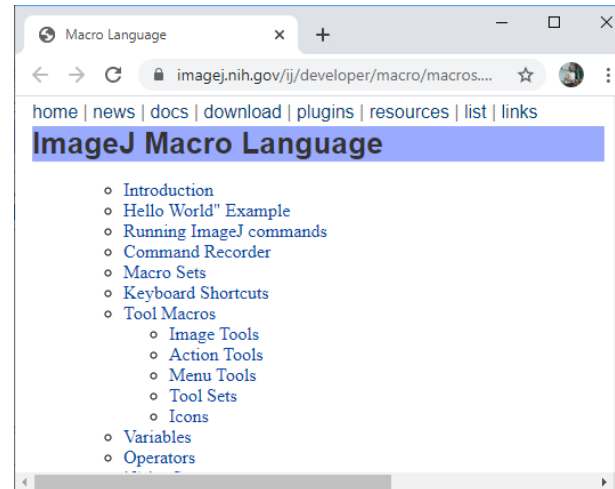 Macro Language
imagej.nih.gov/ij/developer/macro/macros....
home | news | docs | download | plugins | resources | list | links
ImageJ Macro Language
Introduction
Hello World" Example
Running ImageJ commands
Command Recorder
Macro Sets
Keyboard Shortcuts
Tool Macros
Image Tools
Action Tools
Menu Tools
Tool Sets
Icons
Variables
Operators